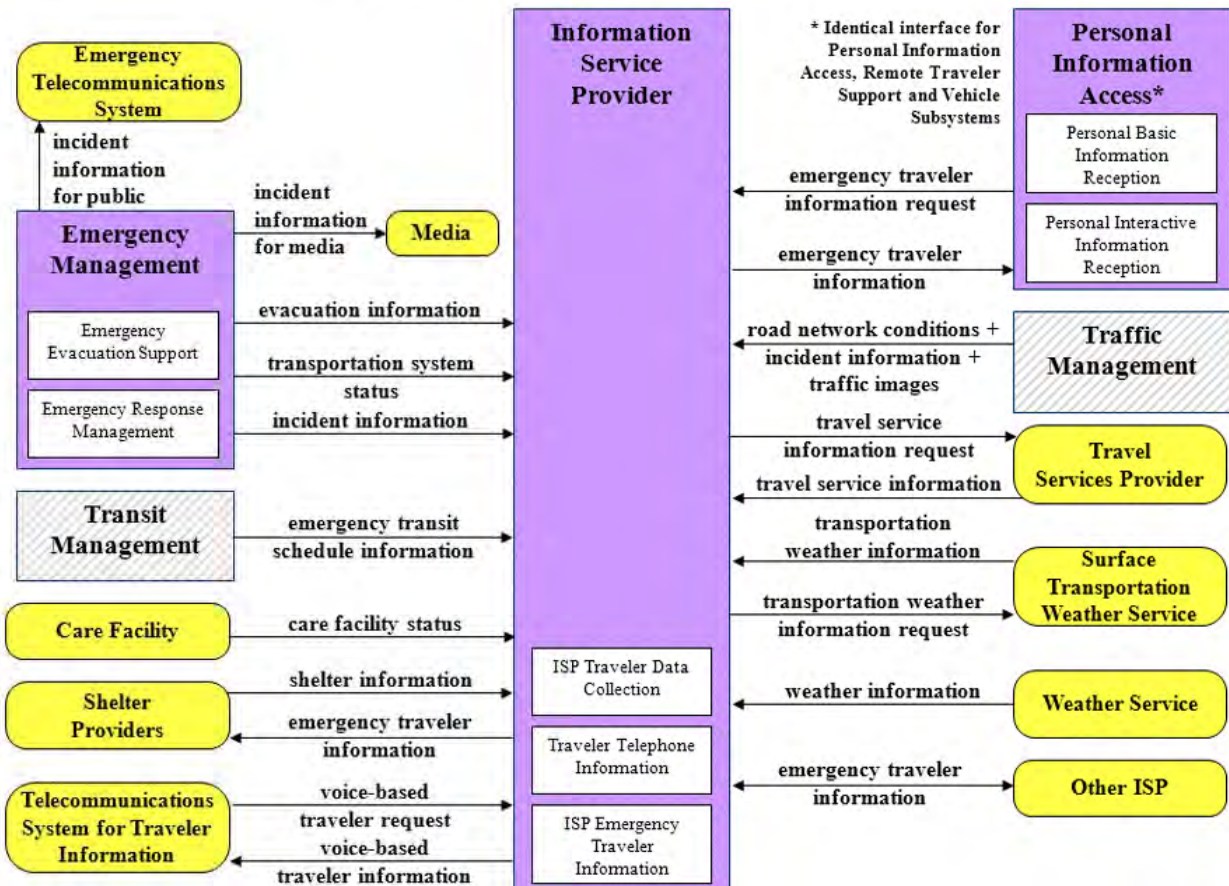 Emergency
Telecommunications
System
incident
information
for public
incident
information
for media
Media
Emergency
Management
Emergency
Evacuation Support
Emergency Response
Management
evacuation information
transportation system
status
incident information
Transit
Management
emergency transit
schedule information
Care Facility
care facility status
Shelter
Providers
shelter information
emergency traveler
information
Telecommunications
System for Traveler
Information
voice-based
traveler request
voice-based
traveler information
Information
Service
Provider
ISP Traveler Data
Collection
Traveler Telephone
Information
ISP Emergency
Traveler
Information
* Identical interface for
Personal Information
Access, Remote Traveler
Support and Vehicle
Subsystems
Personal
Information
Access*
Personal Basic
Information
Reception
Personal Interactive
Information
Reception
emergency traveler
information request
emergency traveler
information
road network conditions +
incident information +
traffic images
Traffic
Management
travel service
information request
travel service information
Travel
Services Provider
transportation
weather information
transportation weather
information request
Surface
Transportation
Weather Service
weather information
Weather Service
emergency traveler
information
Other ISP